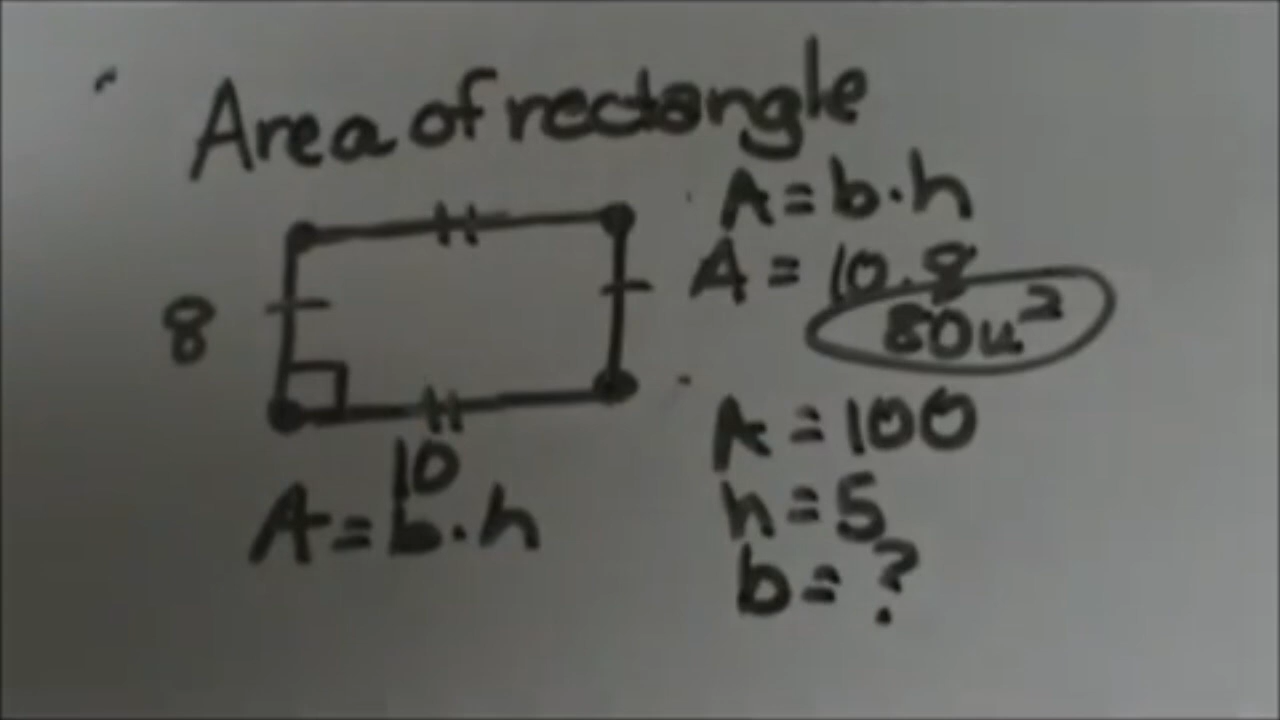 Area of rectangle
8
10
A = b·h
A = b·h
A = 10.8
80u²
A = 100
h = 5
b = ?